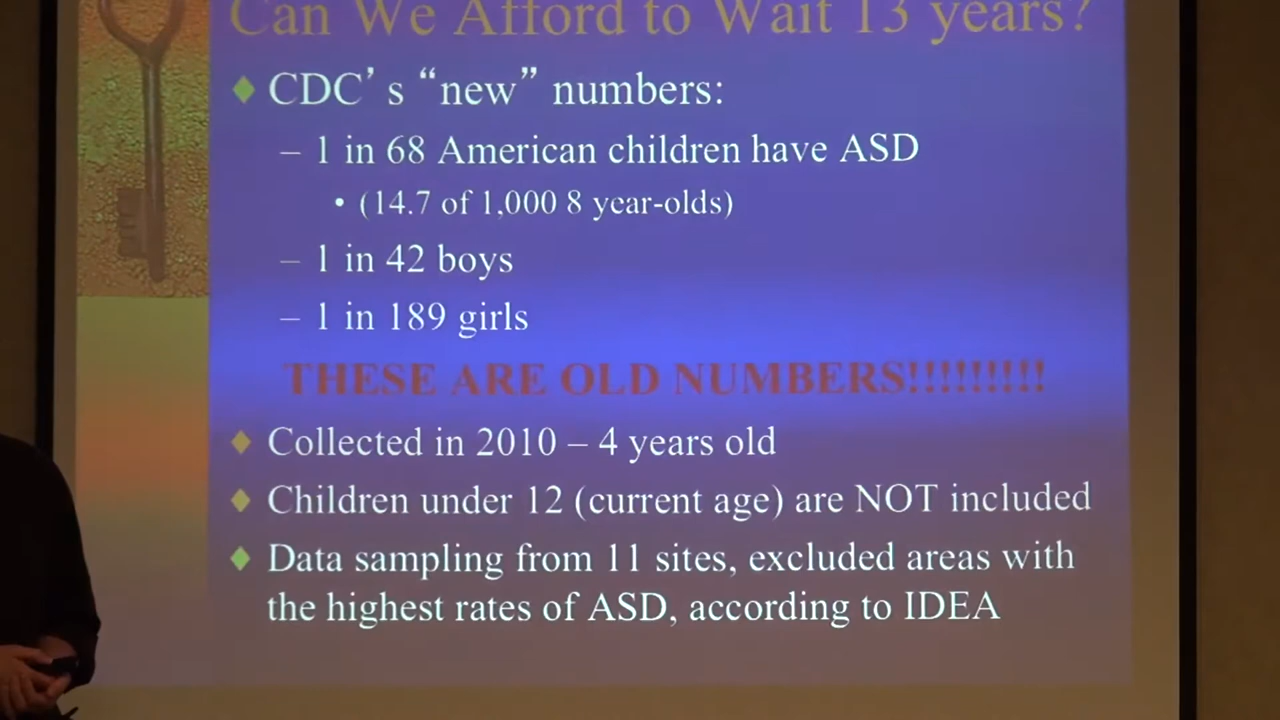 Can We Afford to Wait 13 years?
CDC's “new” numbers:
– 1 in 68 American children have ASD
• (14.7 of 1,000 8 year-olds)
– 1 in 42 boys
– 1 in 189 girls
THESE ARE OLD NUMBERS!!!!!!!!!
Collected in 2010 – 4 years old
Children under 12 (current age) are NOT included
Data sampling from 11 sites, excluded areas with
the highest rates of ASD, according to IDEA